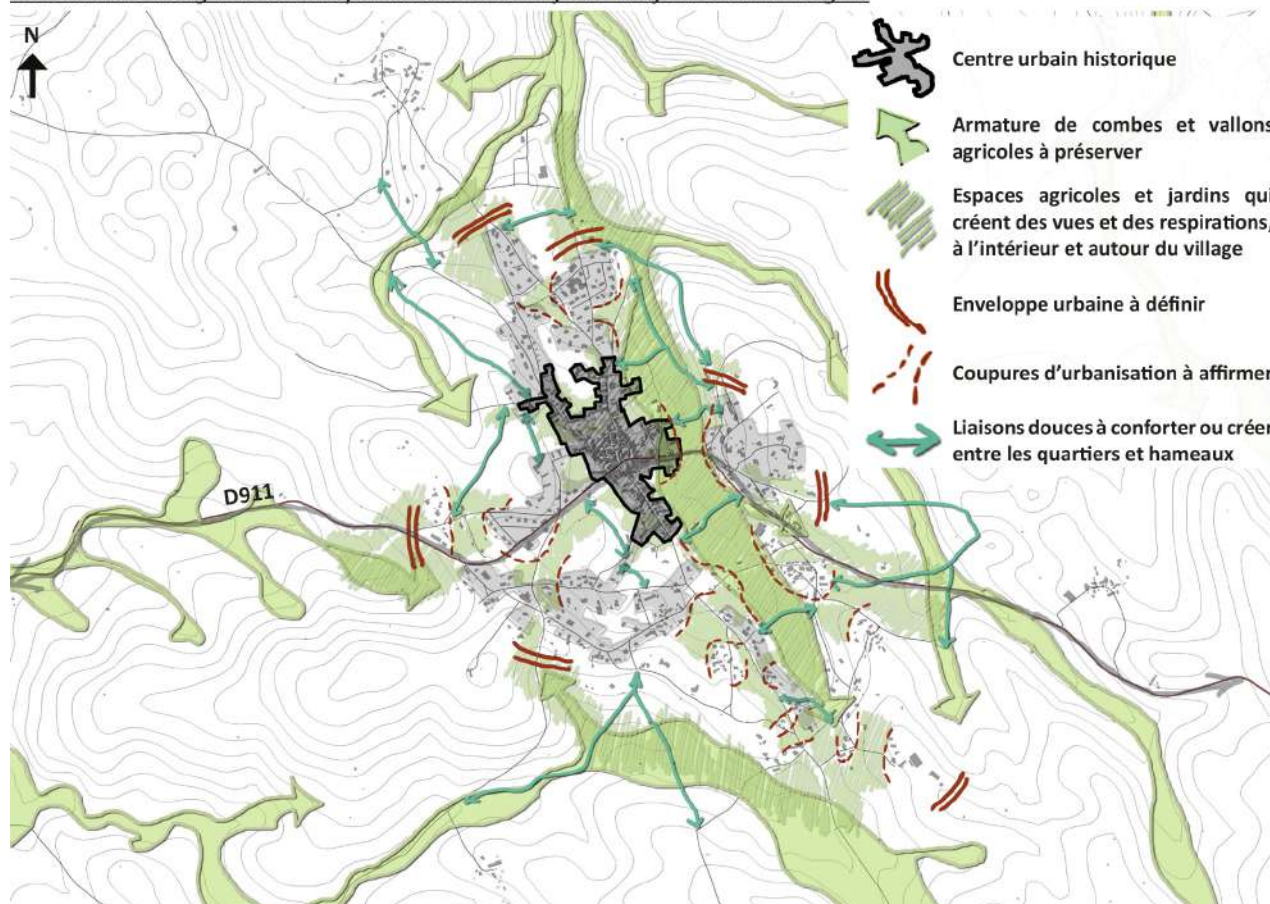 N
Centre urbain historique
Armature de combes et vallons
agricoles à préserver
Espaces agricoles et jardins qui
créent des vues et des respirations,
à l'intérieur et autour du village
Enveloppe urbaine à définir
Coupures d'urbanisation à affirmer
Liaisons douces à conforter ou créer
entre les quartiers et hameaux
D911